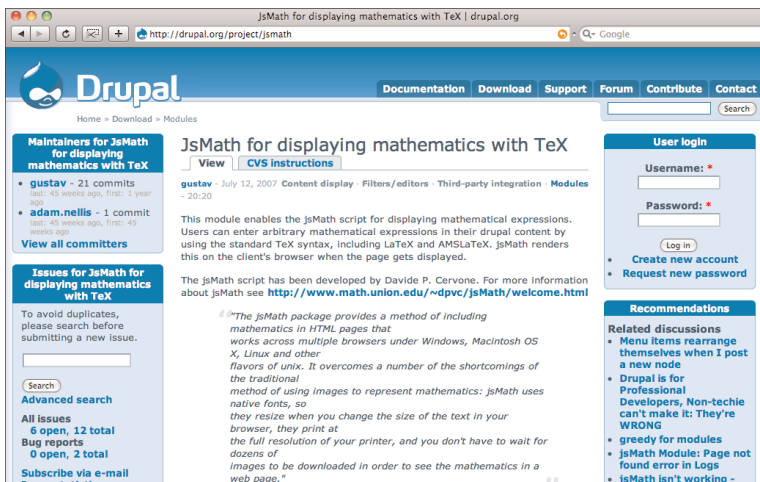 JsMath for displaying mathematics with TeX | drupal.org
http://drupal.org/project/jsmath
Google
Drupal
Documentation Download Support Forum Contribute Contact
Search
Home » Download » Modules
Maintainers for JsMath
for displaying
mathematics with TeX
gustav - 21 commits
last: 45 weeks ago, first: 1 year
ago
adam.nellis - 1 commit
last: 45 weeks ago, first: 45
weeks ago
View all committers
Issues for JsMath for
displaying mathematics
with TeX
To avoid duplicates,
please search before
submitting a new issue.
Search
Advanced search
All issues
6 open, 12 total
Bug reports
0 open, 2 total
Subscribe via e-mail
JsMath for displaying mathematics with TeX
View CVS instructions
gustav - July 12, 2007 Content display · Filters/editors · Third-party integration · Modules
- 20:20
This module enables the jsMath script for displaying mathematical expressions.
Users can enter arbitrary mathematical expressions in their drupal content by
using the standard TeX syntax, including LaTeX and AMSLaTeX. jsMath renders
this on the client's browser when the page gets displayed.
The jsMath script has been developed by Davide P. Cervone. For more information
about jsMath see http://www.math.union.edu/~dpvc/jsMath/welcome.html
"The jsMath package provides a method of including
mathematics in HTML pages that
works across multiple browsers under Windows, Macintosh OS
X, Linux and other
flavors of unix. It overcomes a number of the shortcomings of
the traditional
method of using images to represent mathematics: jsMath uses
native fonts, so
they resize when you change the size of the text in your
browser, they print at
the full resolution of your printer, and you don't have to wait for
dozens of
images to be downloaded in order to see the mathematics in a
web page."
User login
Username: *
Password: *
Log in
Create new account
Request new password
Recommendations
Related discussions
Menu items rearrange
themselves when I post
a new node
Drupal is for
Professional
Developers, Non-techie
can't make it: They're
WRONG
greedy for modules
jsMath Module: Page not
found error in Logs
jsMath isn't working -